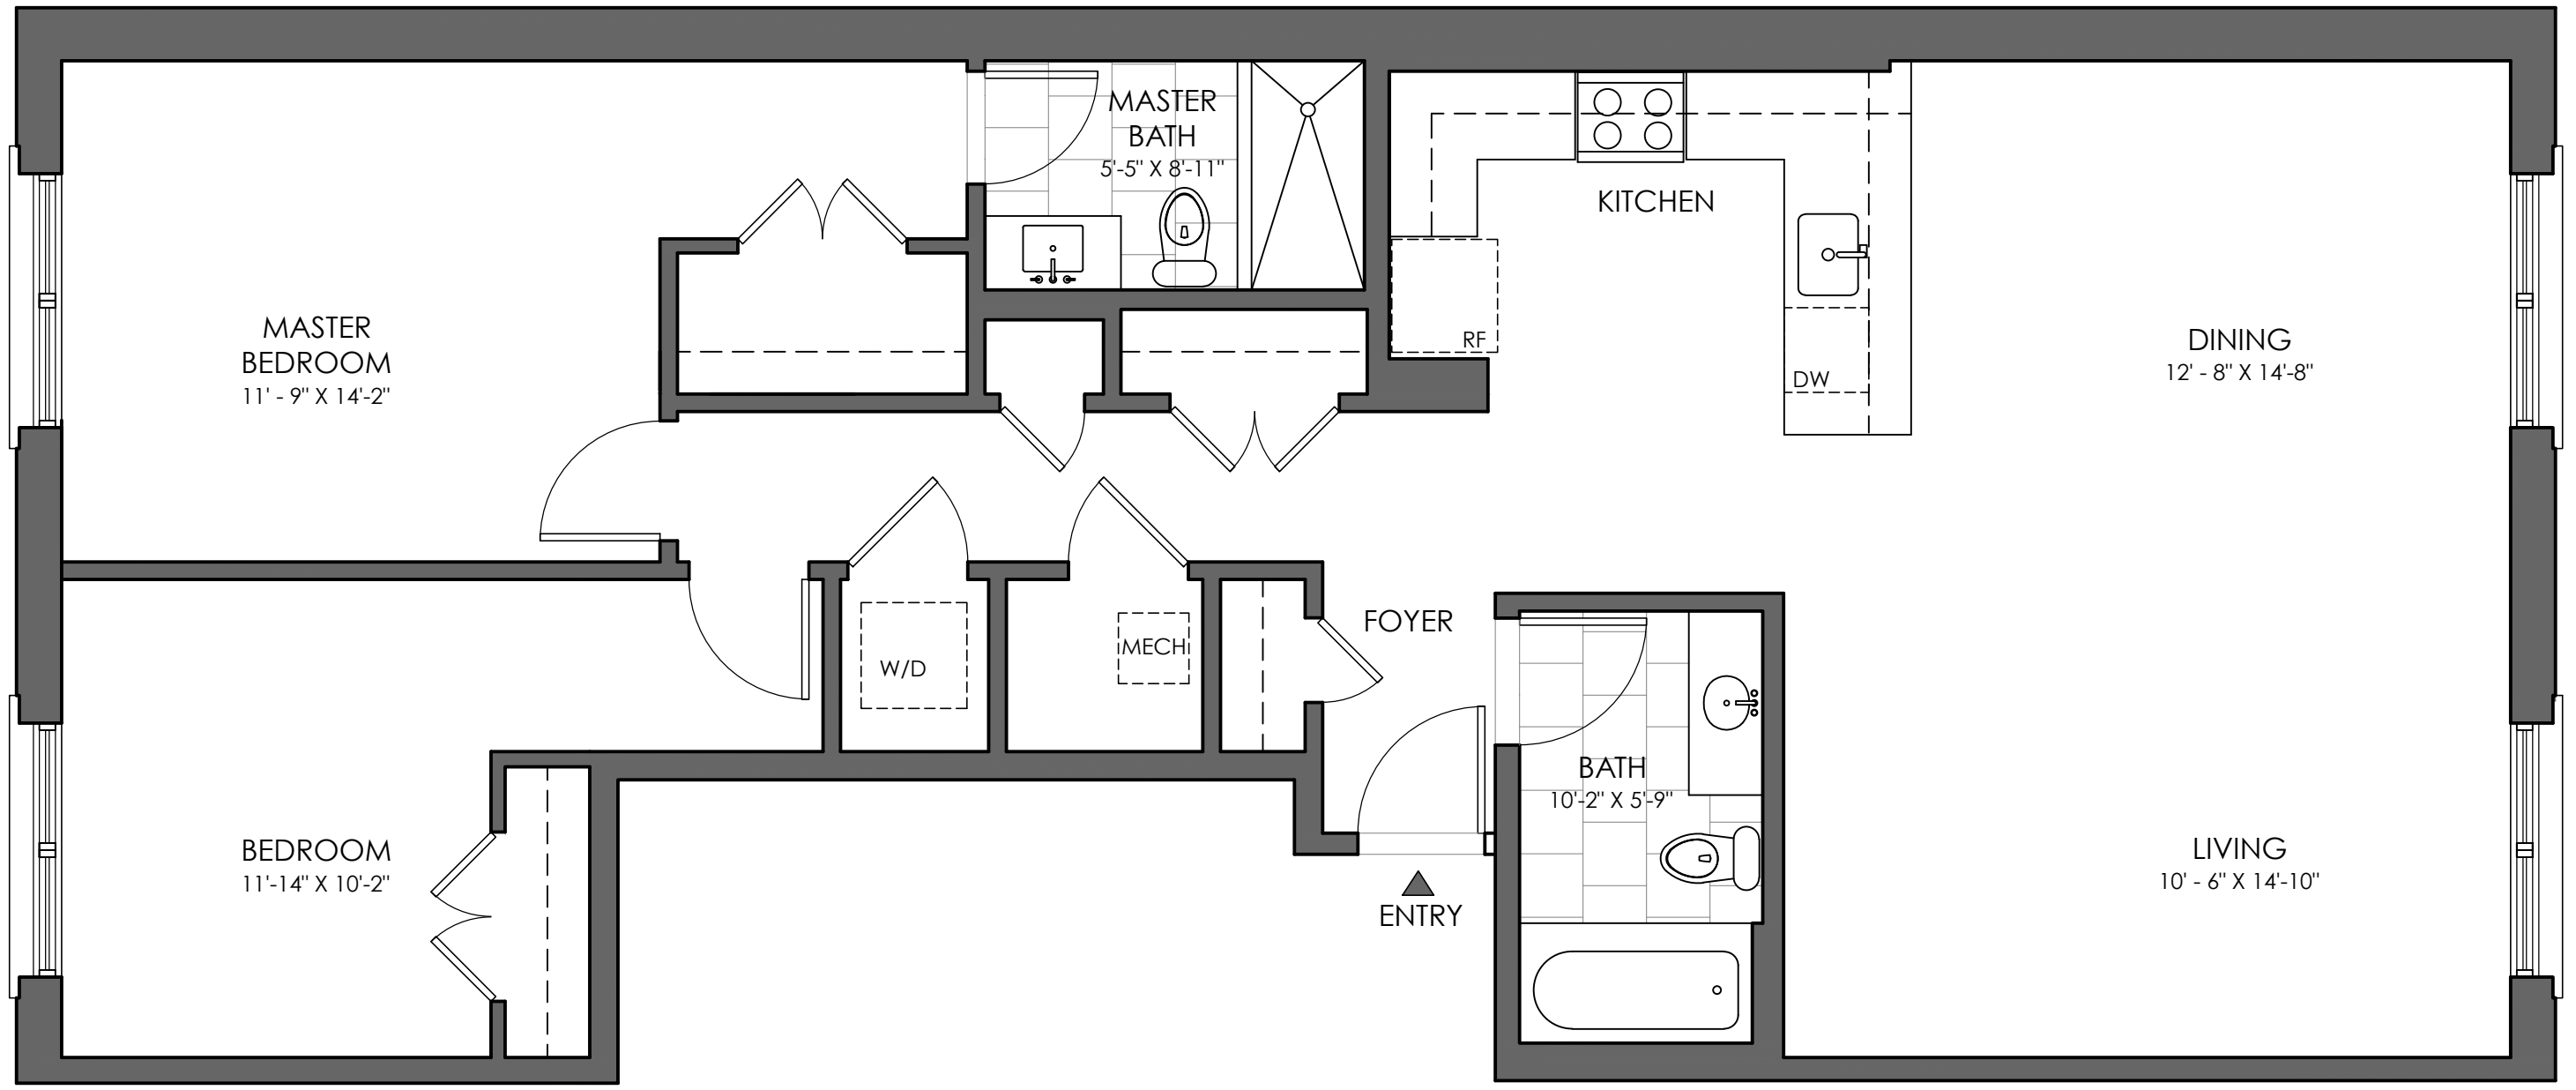 MASTER
BATH
5'-5" X 8'-11"
KITCHEN
RF
DW
MASTER
BEDROOM
11' - 9" X 14'-2"
DINING
12' - 8" X 14'-8"
W/D
MECH
FOYER
BATH
10'-2" X 5'-9"
BEDROOM
11'-14" X 10'-2"
ENTRY
LIVING
10' - 6" X 14'-10"